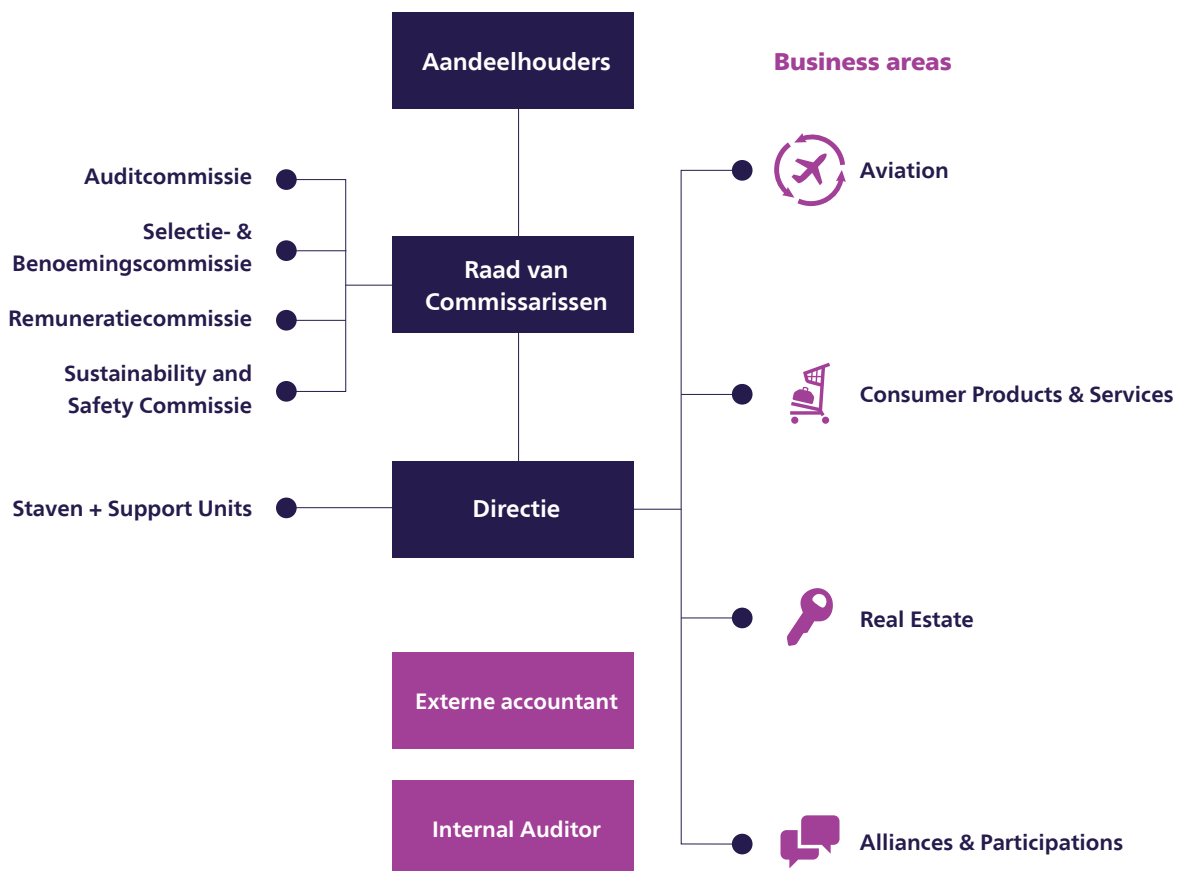 Aandeelhouders
Business areas
Auditcommissie
Selectie- &
Benoemingscommissie
Remuneratiecommissie
Sustainability and
Safety Commissie
Raad van
Commissarissen
Staven + Support Units
Directie
Externe accountant
Internal Auditor
Aviation
Consumer Products & Services
Real Estate
Alliances & Participations